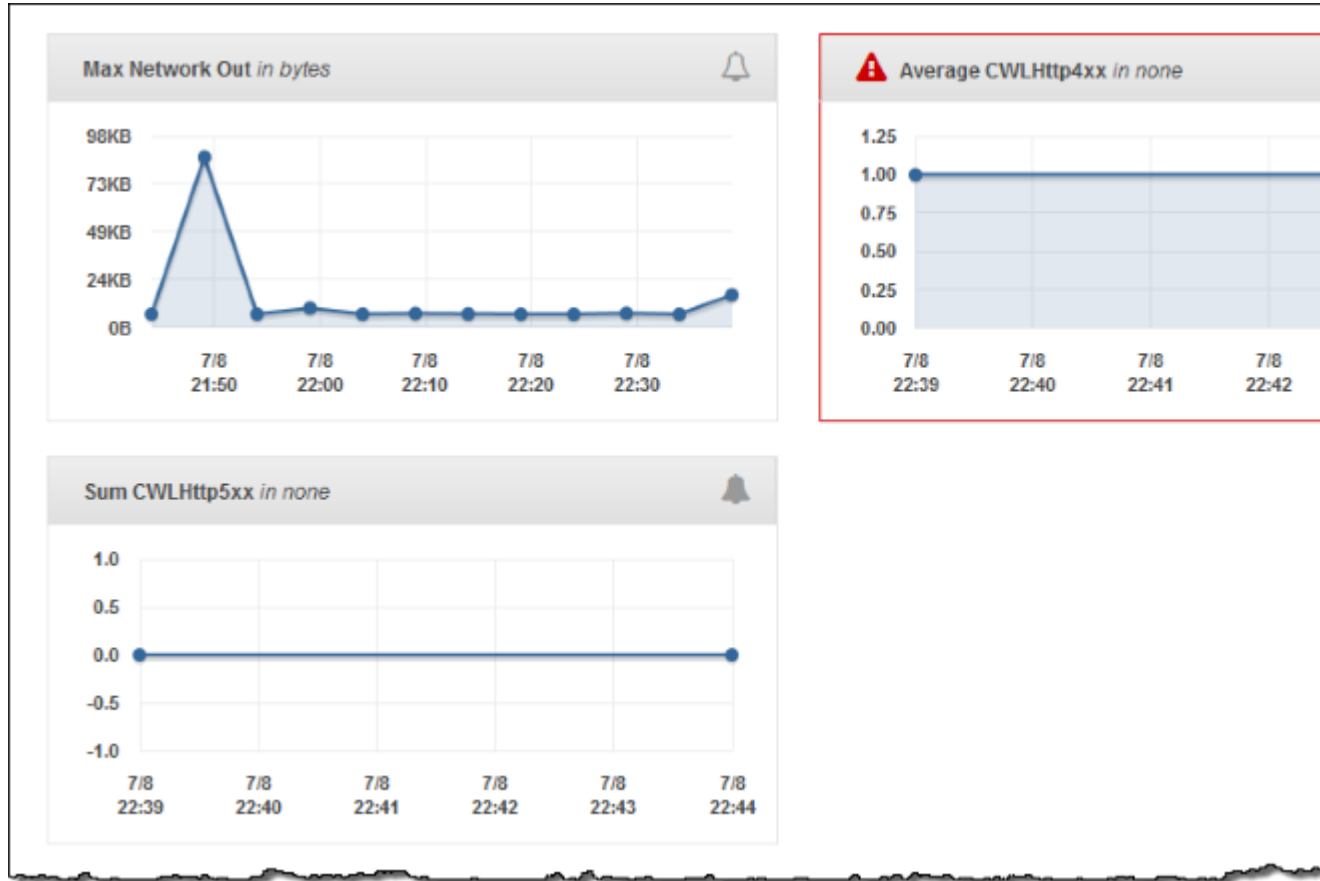 Max Network Out in bytes
98KB
73KB
49KB
24KB
0B
7/8 7/8 7/8 7/8 7/8
21:50 22:00 22:10 22:20 22:30
Average CWLHttp4xx in none
1.25
1.00
0.75
0.50
0.25
0.00
7/8 7/8 7/8 7/8
22:39 22:40 22:41 22:42
Sum CWLHttp5xx in none
1.0
0.5
0.0
-0.5
-1.0
7/8 7/8 7/8 7/8 7/8 7/8
22:39 22:40 22:41 22:42 22:43 22:44